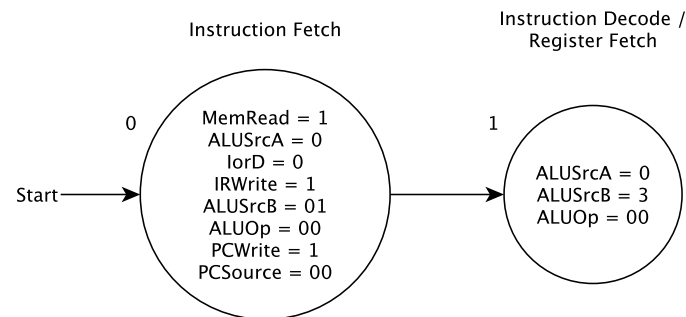 Instruction Fetch
Instruction Decode /
Register Fetch
0
1
Start
MemRead = 1
ALUSrcA = 0
IorD = 0
IRWrite = 1
ALUSrcB = 01
ALUOp = 00
PCWrite = 1
PCSource = 00
ALUSrcA = 0
ALUSrcB = 3
ALUOp = 00